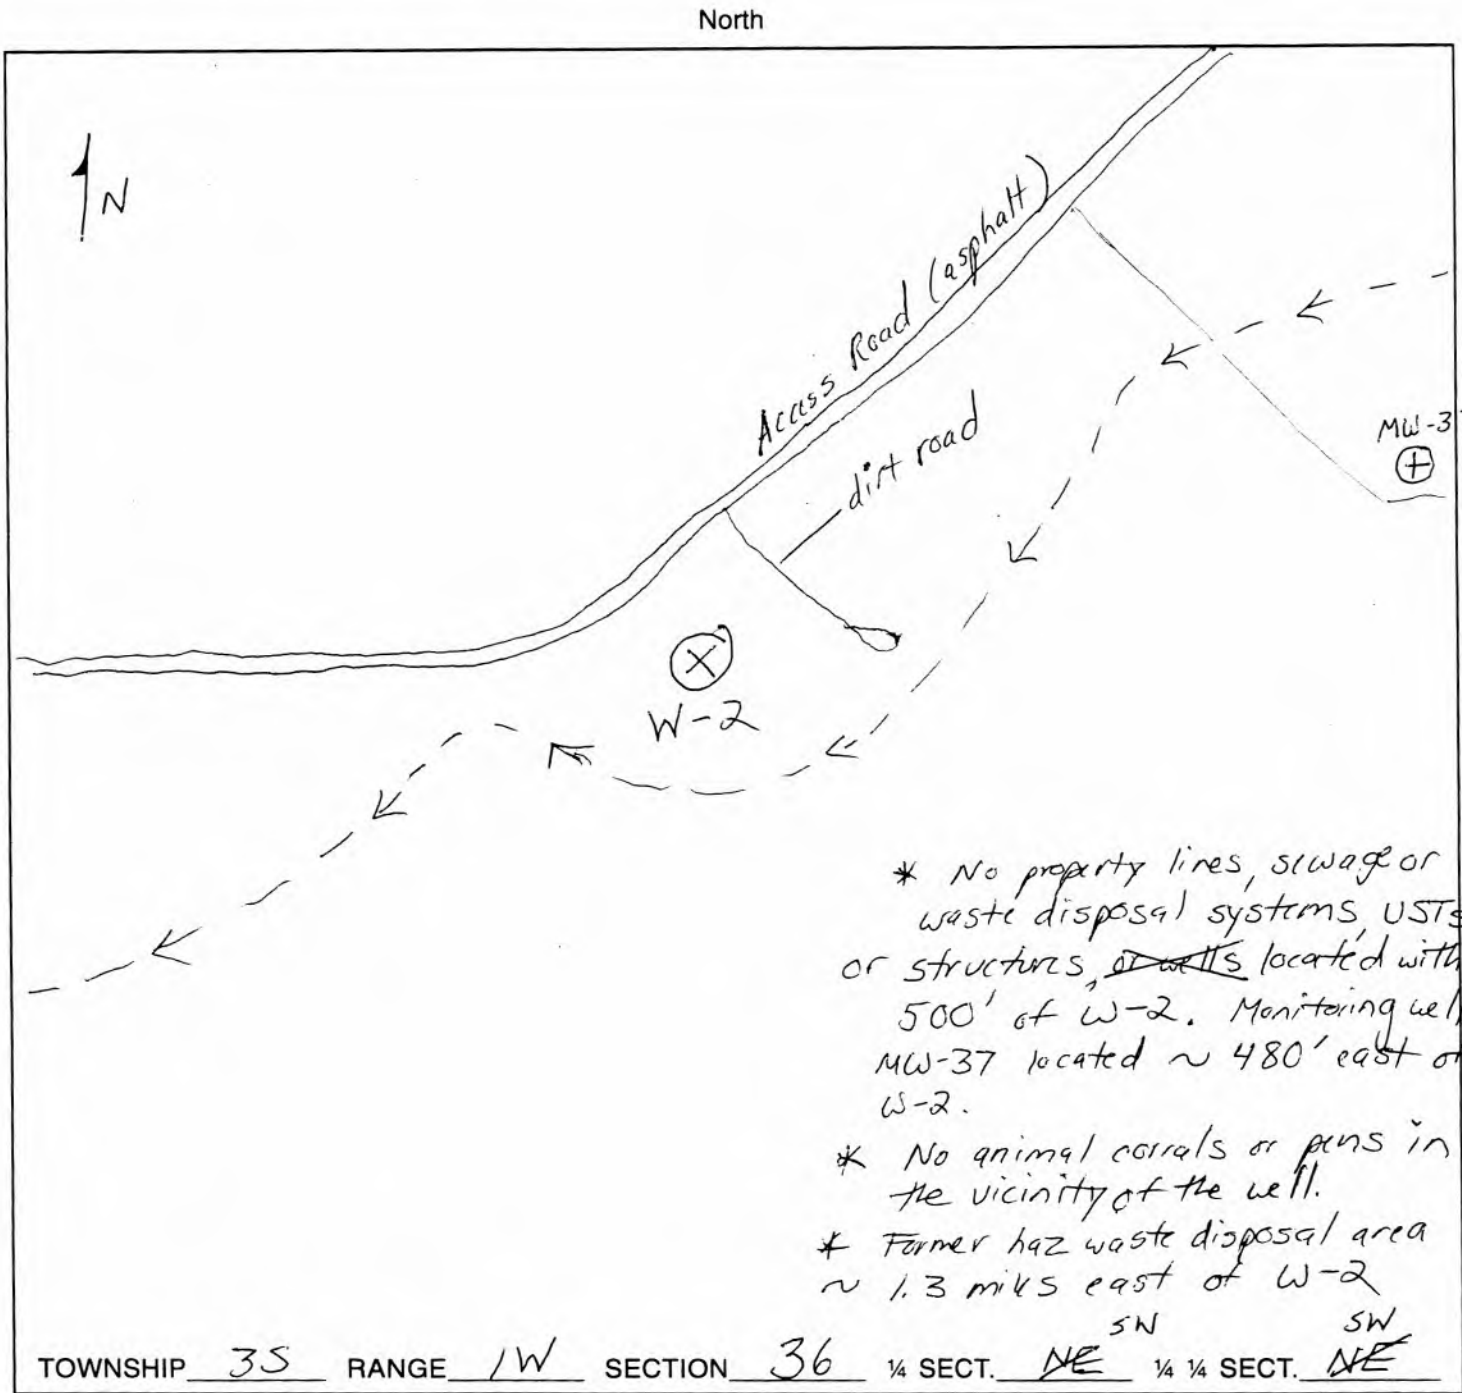 North
N
Access Road (asphalt)
dirt road
MW-3
W-2
* No property lines, sewage or
waste disposal systems, USTs
or structures, or wells located with
500' of W-2. Monitoring well
MW-37 located ~ 480' east of
W-2.
* No animal corrals or pens in
the vicinity of the well.
* Former haz waste disposal area
~ 1.3 miles east of W-2
SW SW
TOWNSHIP 3S RANGE 1W SECTION 36 ¼ SECT. NE ¼ ¼ SECT. NE